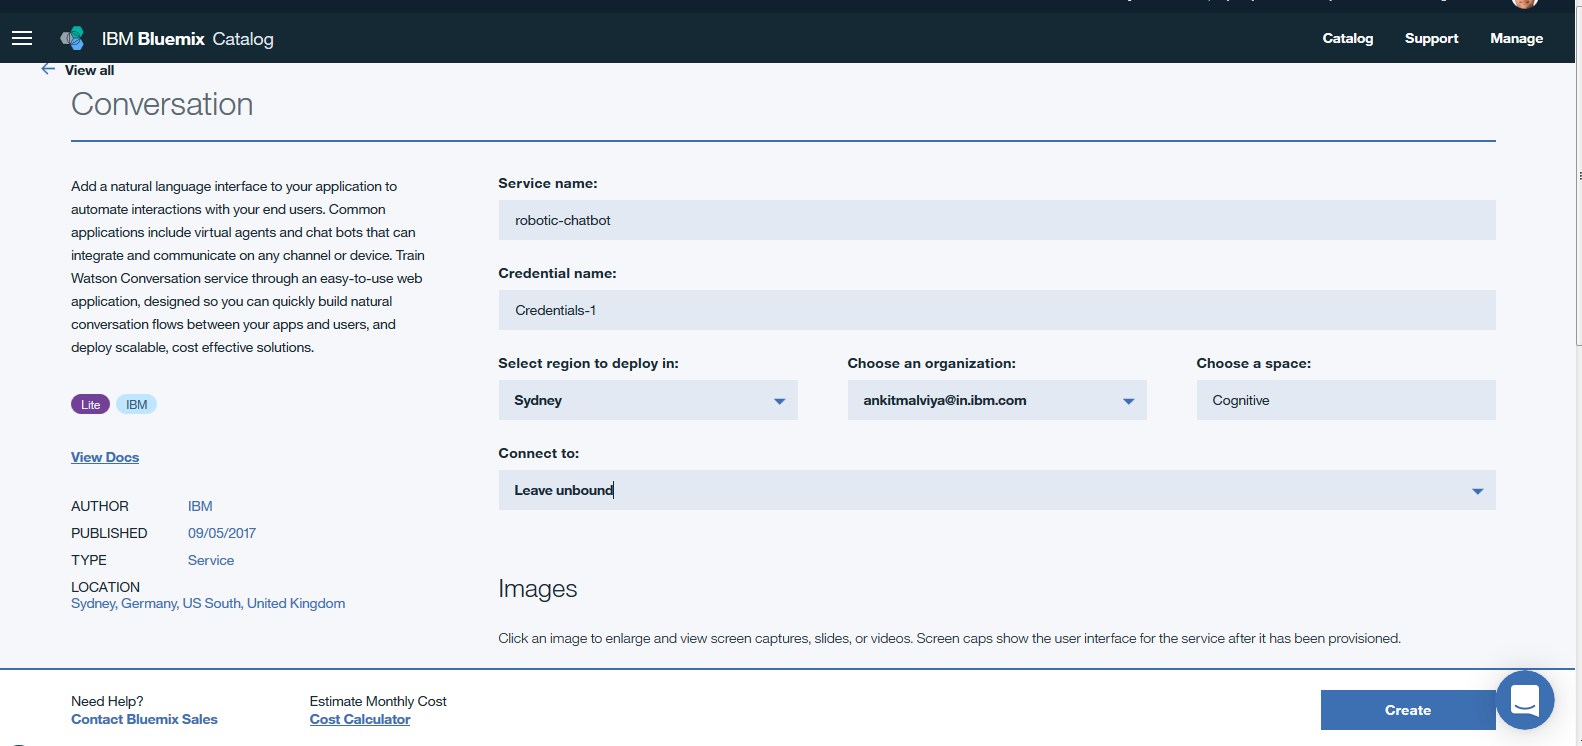 IBM Bluemix Catalog
Catalog Support Manage
View all
Conversation
Add a natural language interface to your application to
automate interactions with your end users. Common
applications include virtual agents and chat bots that can
integrate and communicate on any channel or device. Train
Watson Conversation service through an easy-to-use web
application, designed so you can quickly build natural
conversation flows between your apps and users, and
deploy scalable, cost effective solutions.
Lite IBM
View Docs
AUTHOR IBM
PUBLISHED 09/05/2017
TYPE Service
LOCATION
Sydney, Germany, US South, United Kingdom
Service name:
robotic-chatbot
Credential name:
Credentials-1
Select region to deploy in: Choose an organization: Choose a space:
Sydney ankitmalviya@in.ibm.com Cognitive
Connect to:
Leave unbound
Images
Click an image to enlarge and view screen captures, slides, or videos. Screen caps show the user interface for the service after it has been provisioned.
Need Help? Estimate Monthly Cost
Contact Bluemix Sales Cost Calculator
Create